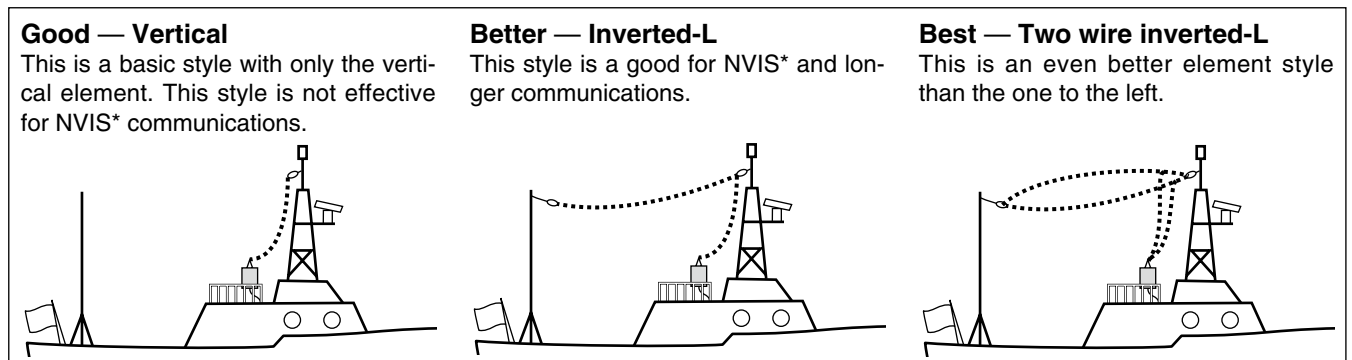 Good — Vertical
This is a basic style with only the verti-
cal element. This style is not effective
for NVIS* communications.
Better — Inverted-L
This style is a good for NVIS* and lon-
ger communications.
Best — Two wire inverted-L
This is an even better element style
than the one to the left.